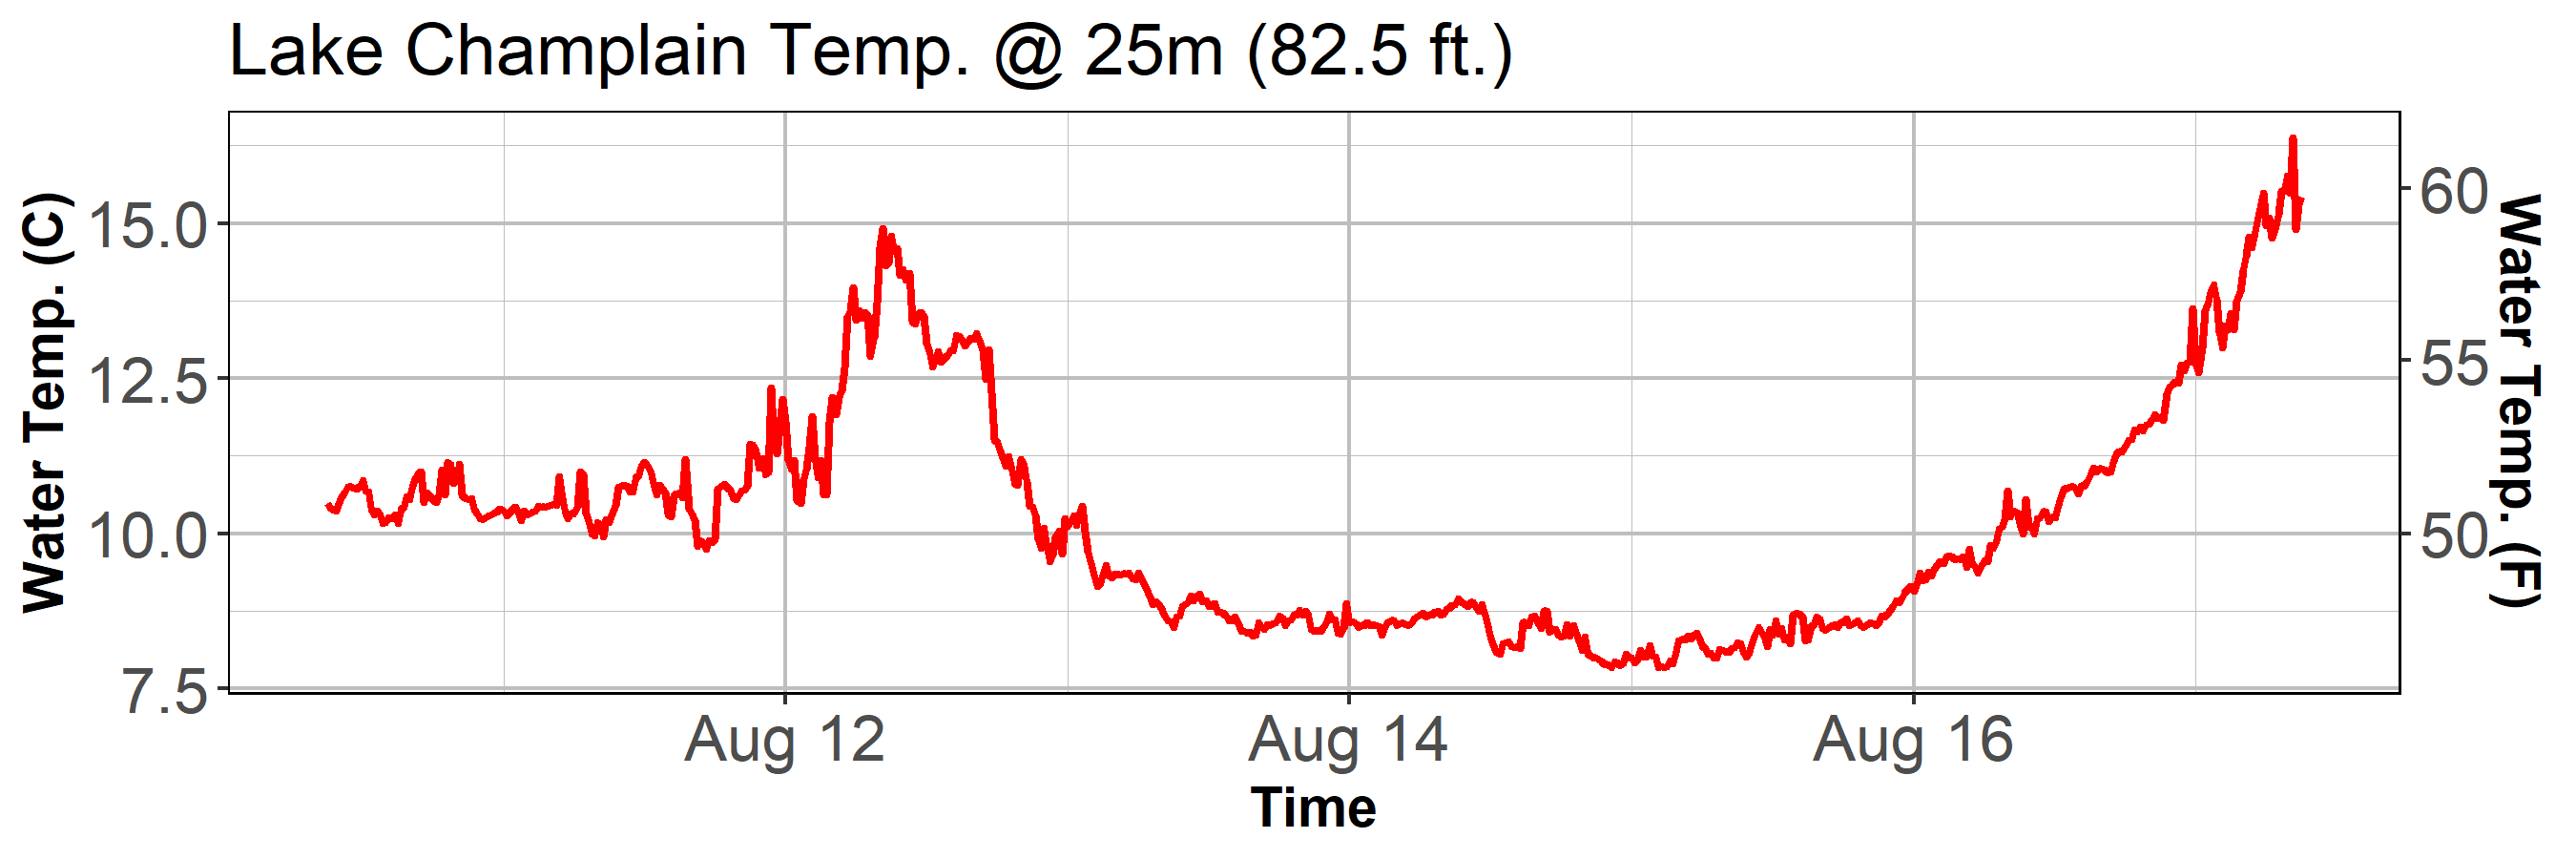 Lake Champlain Temp. @ 25m (82.5 ft.)
Water Temp. (C)
15.0
12.5
10.0
7.5
60
55
50
Water Temp. (F)
Aug 12
Aug 14
Aug 16
Time